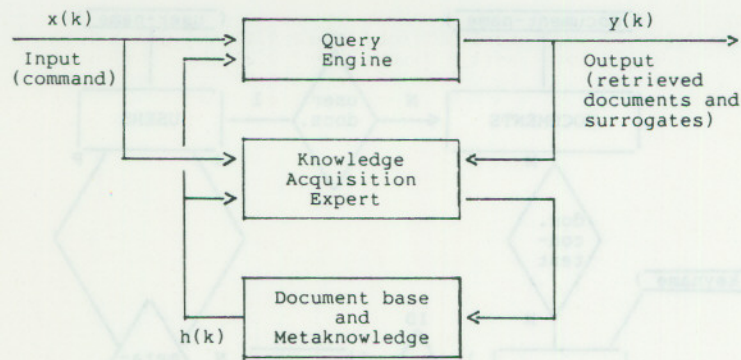 x(k)
y(k)
Input
(command)
Query
Engine
Output
(retrieved
documents and
surrogates)
Knowledge
Acquisition
Expert
Document base
and
Metaknowledge
h(k)